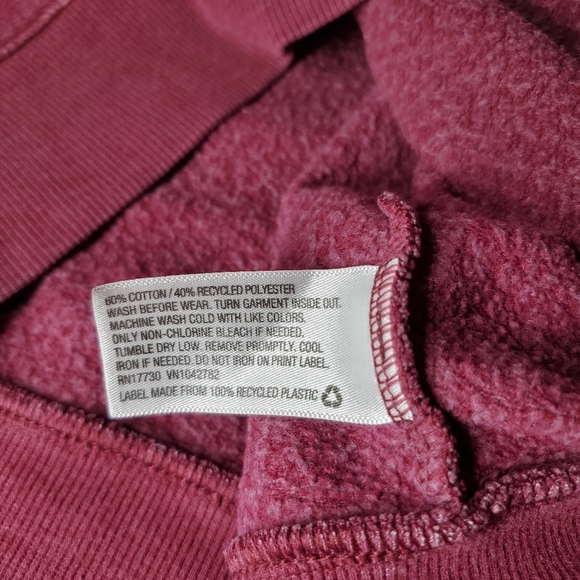 60% COTTON / 40% RECYCLED POLYESTER
WASH BEFORE WEAR. TURN GARMENT INSIDE OUT.
MACHINE WASH COLD WITH LIKE COLORS.
ONLY NON-CHLORINE BLEACH IF NEEDED.
TUMBLE DRY LOW. REMOVE PROMPTLY. COOL
IRON IF NEEDED. DO NOT IRON ON PRINT LABEL.
RN17730 VN1042782
LABEL MADE FROM 100% RECYCLED PLASTIC